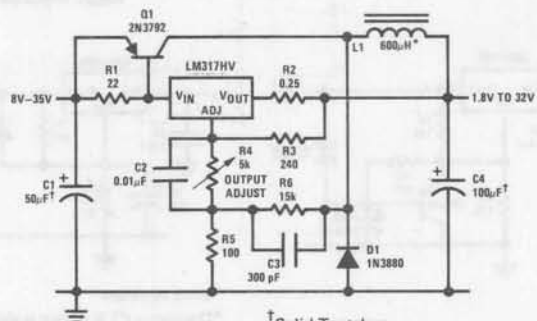 Q1
2N3792
L1
600μH*
LM317HV
R1
22
R2
0.25
8V–35V
VIN
VOUT
ADJ
1.8V TO 32V
R4
5k
R3
240
C2
0.01μF
OUTPUT
ADJUST
R6
15k
C1
50μF†
+
C4
100μF†
+
R5
100
C3
300 pF
D1
1N3880
†Solid Tantalum